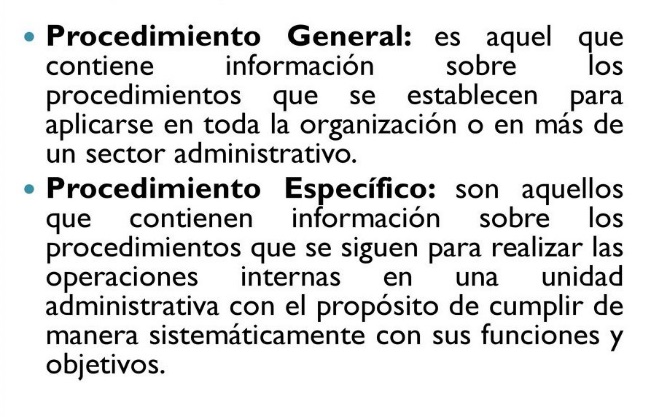 • Procedimiento General: es aquel que
contiene información sobre los
procedimientos que se establecen para
aplicarse en toda la organización o en más de
un sector administrativo.
• Procedimiento Específico: son aquellos
que contienen información sobre los
procedimientos que se siguen para realizar las
operaciones internas en una unidad
administrativa con el propósito de cumplir de
manera sistemáticamente con sus funciones y
objetivos.